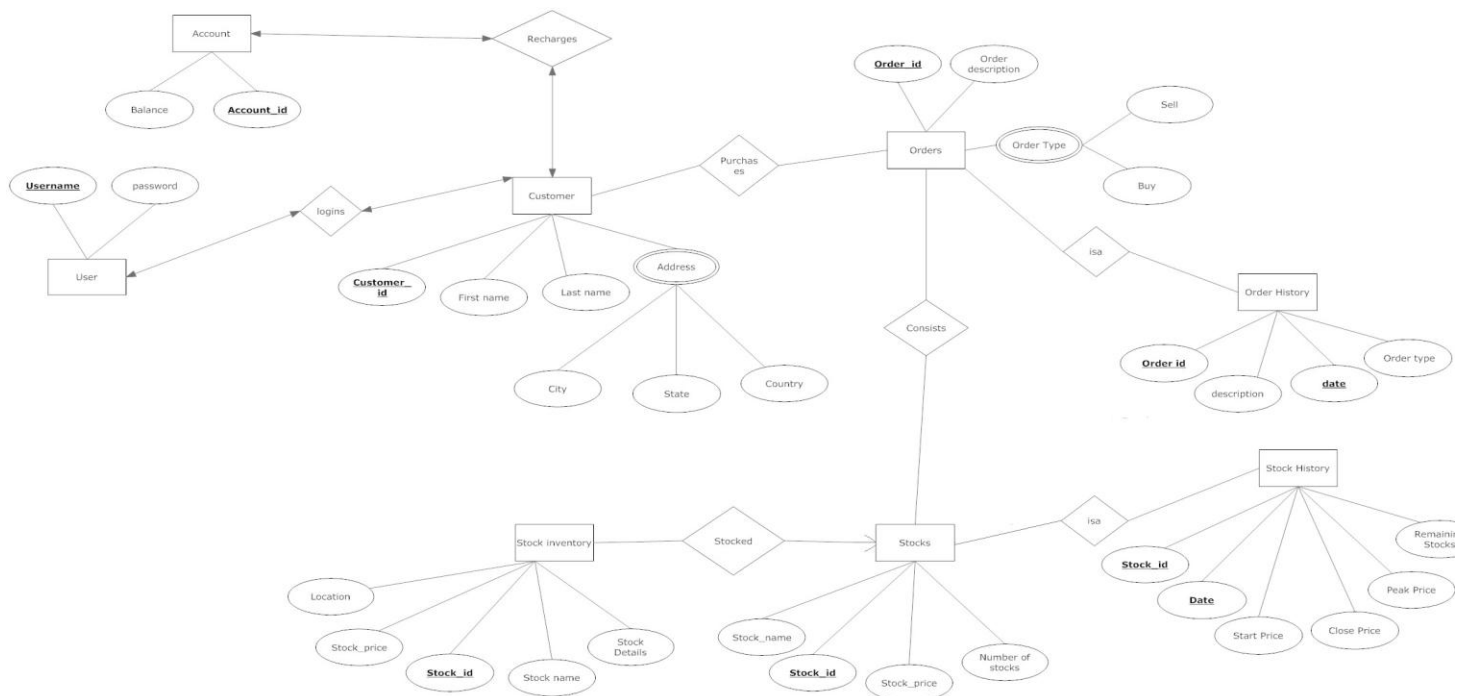 Account
Recharges
Balance
Account_id
Order_id
Order
description
Sell
Orders
Order Type
Buy
Purchas
es
Username
password
logins
Customer
User
isa
Customer_
id
First name
Last name
Address
Order History
Consists
City
State
Country
Order id
description
date
Order type
Stock History
Stock inventory
Stocked
Stocks
isa
Remainin
Stocks
Stock_id
Date
Peak Price
Start Price
Close Price
Location
Stock_price
Stock_id
Stock name
Stock
Details
Stock_name
Stock_id
Stock_price
Number of
stocks